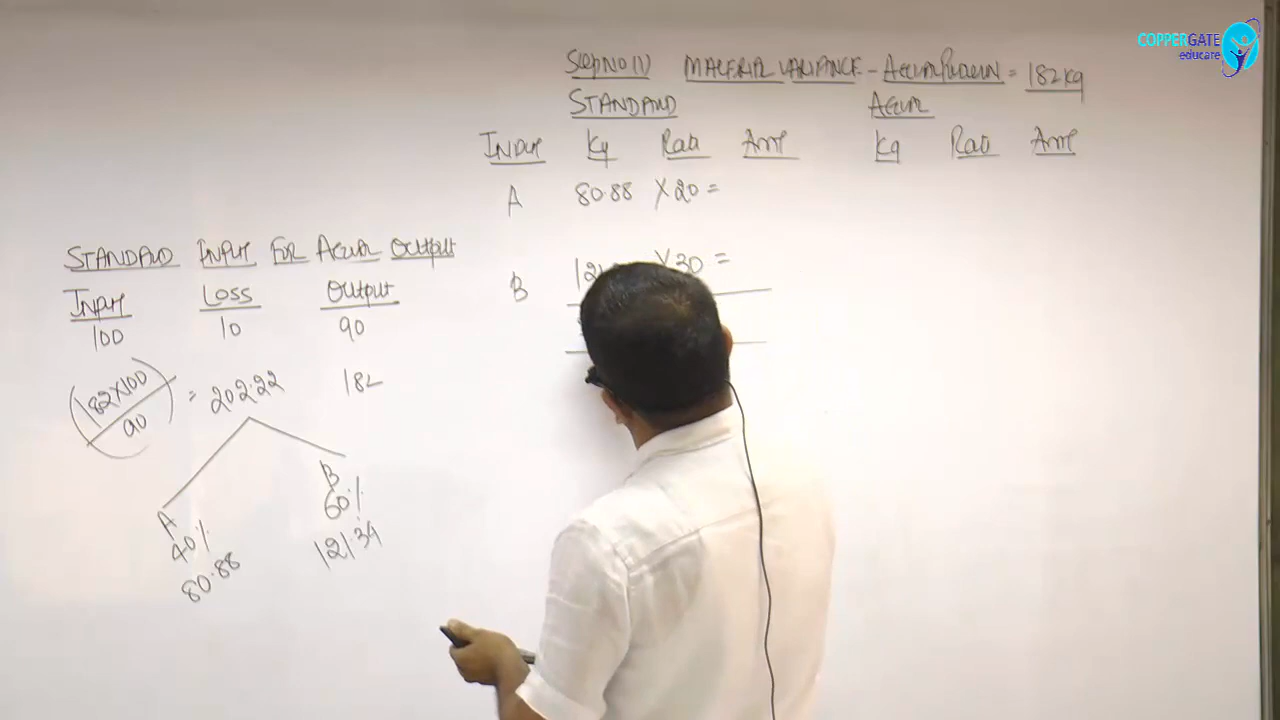 COPPERGATE
educate
Step No (1) MATERIAL VARIANCE - ACTUAL PRODUCTION = 182 kg
STANDARD ACTUAL
INPUT Kg Rate Amt Kg Rate Amt
A 80.88 X 20 =
B X 30 =
STANDARD INPUT FOR ACTUAL OUTPUT
INPUT LOSS OUTPUT
100 10 90
(182X100 / 90) = 202.22 182
A B
40% 60%
80.88 121.34